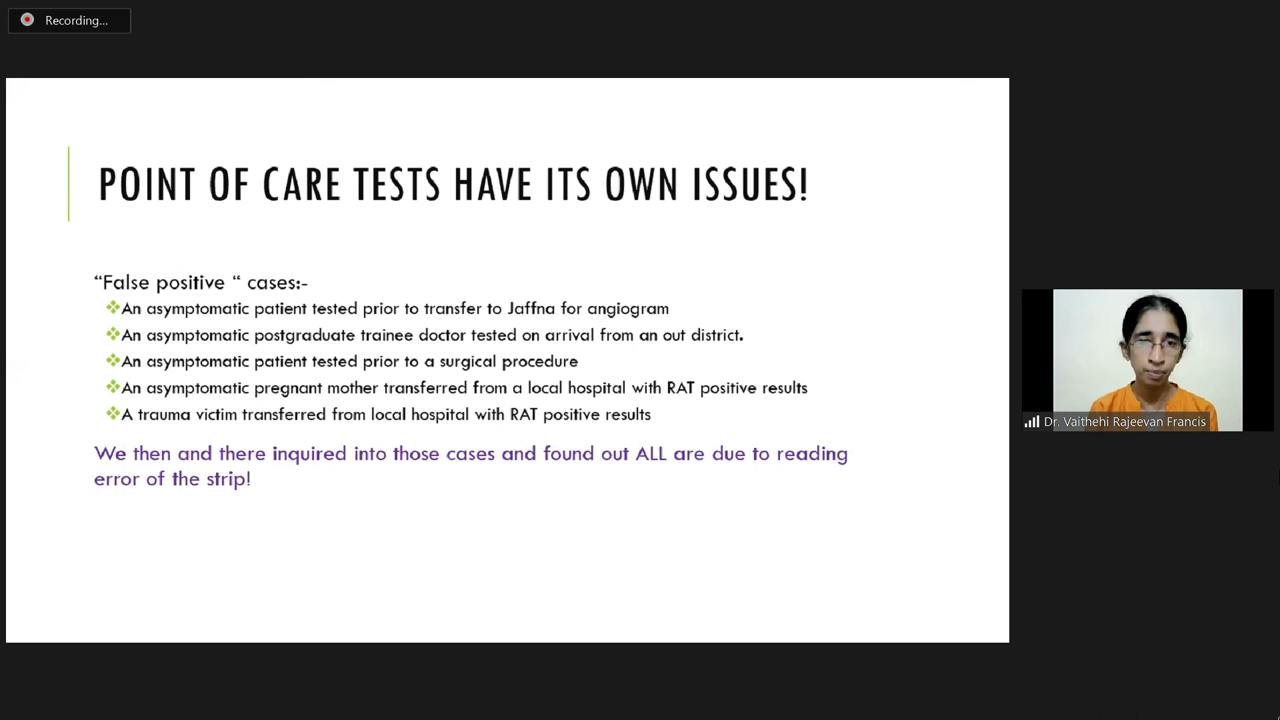 Recording...
POINT OF CARE TESTS HAVE ITS OWN ISSUES!
“False positive “ cases:-
An asymptomatic patient tested prior to transfer to Jaffna for angiogram
An asymptomatic postgraduate trainee doctor tested on arrival from an out district.
An asymptomatic patient tested prior to a surgical procedure
An asymptomatic pregnant mother transferred from a local hospital with RAT positive results
A trauma victim transferred from local hospital with RAT positive results
We then and there inquired into those cases and found out ALL are due to reading
error of the strip!
Dr. Vaithehi Rajeevan Francis